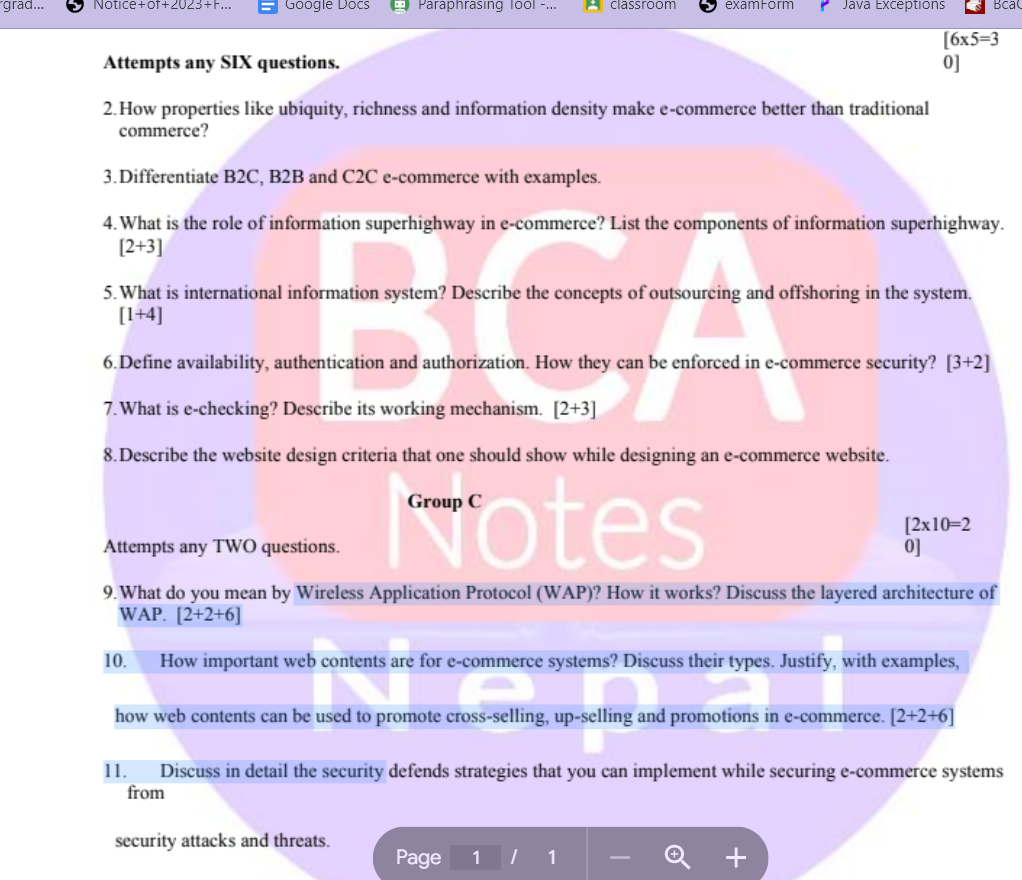 rgrad...
Notice+of+2023+F...
Google Docs
Paraphrasing Tool -...
classroom
examForm
Java Exceptions
BcaC
[6x5=3
Attempts any SIX questions.
0]
2. How properties like ubiquity, richness and information density make e-commerce better than traditional
commerce?
3. Differentiate B2C, B2B and C2C e-commerce with examples.
4. What is the role of information superhighway in e-commerce? List the components of information superhighway.
[2+3]
5. What is international information system? Describe the concepts of outsourcing and offshoring in the system.
[1+4]
6. Define availability, authentication and authorization. How they can be enforced in e-commerce security? [3+2]
7. What is e-checking? Describe its working mechanism. [2+3]
8. Describe the website design criteria that one should show while designing an e-commerce website.
Group C
[2x10=2
Attempts any TWO questions.
0]
9. What do you mean by Wireless Application Protocol (WAP)? How it works? Discuss the layered architecture of
WAP. [2+2+6]
10. How important web contents are for e-commerce systems? Discuss their types. Justify, with examples,
how web contents can be used to promote cross-selling, up-selling and promotions in e-commerce. [2+2+6]
11. Discuss in detail the security defends strategies that you can implement while securing e-commerce systems
from
security attacks and threats.
BCA
Notes
Nepal
Page 1 / 1